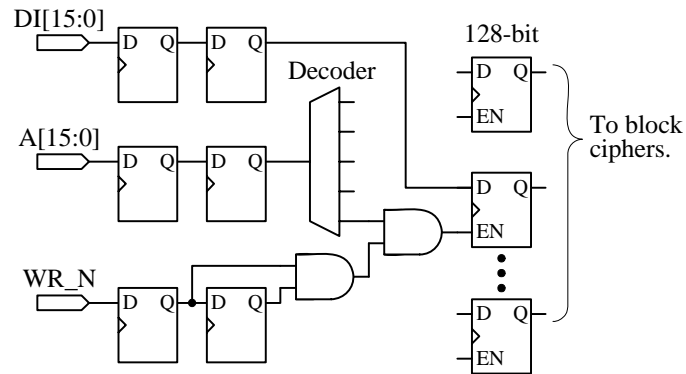 DI[15:0]
D Q
D Q
128-bit
D Q
EN
Decoder
To block
ciphers.
A[15:0]
D Q
D Q
D Q
EN
WR_N
D Q
D Q
D Q
EN